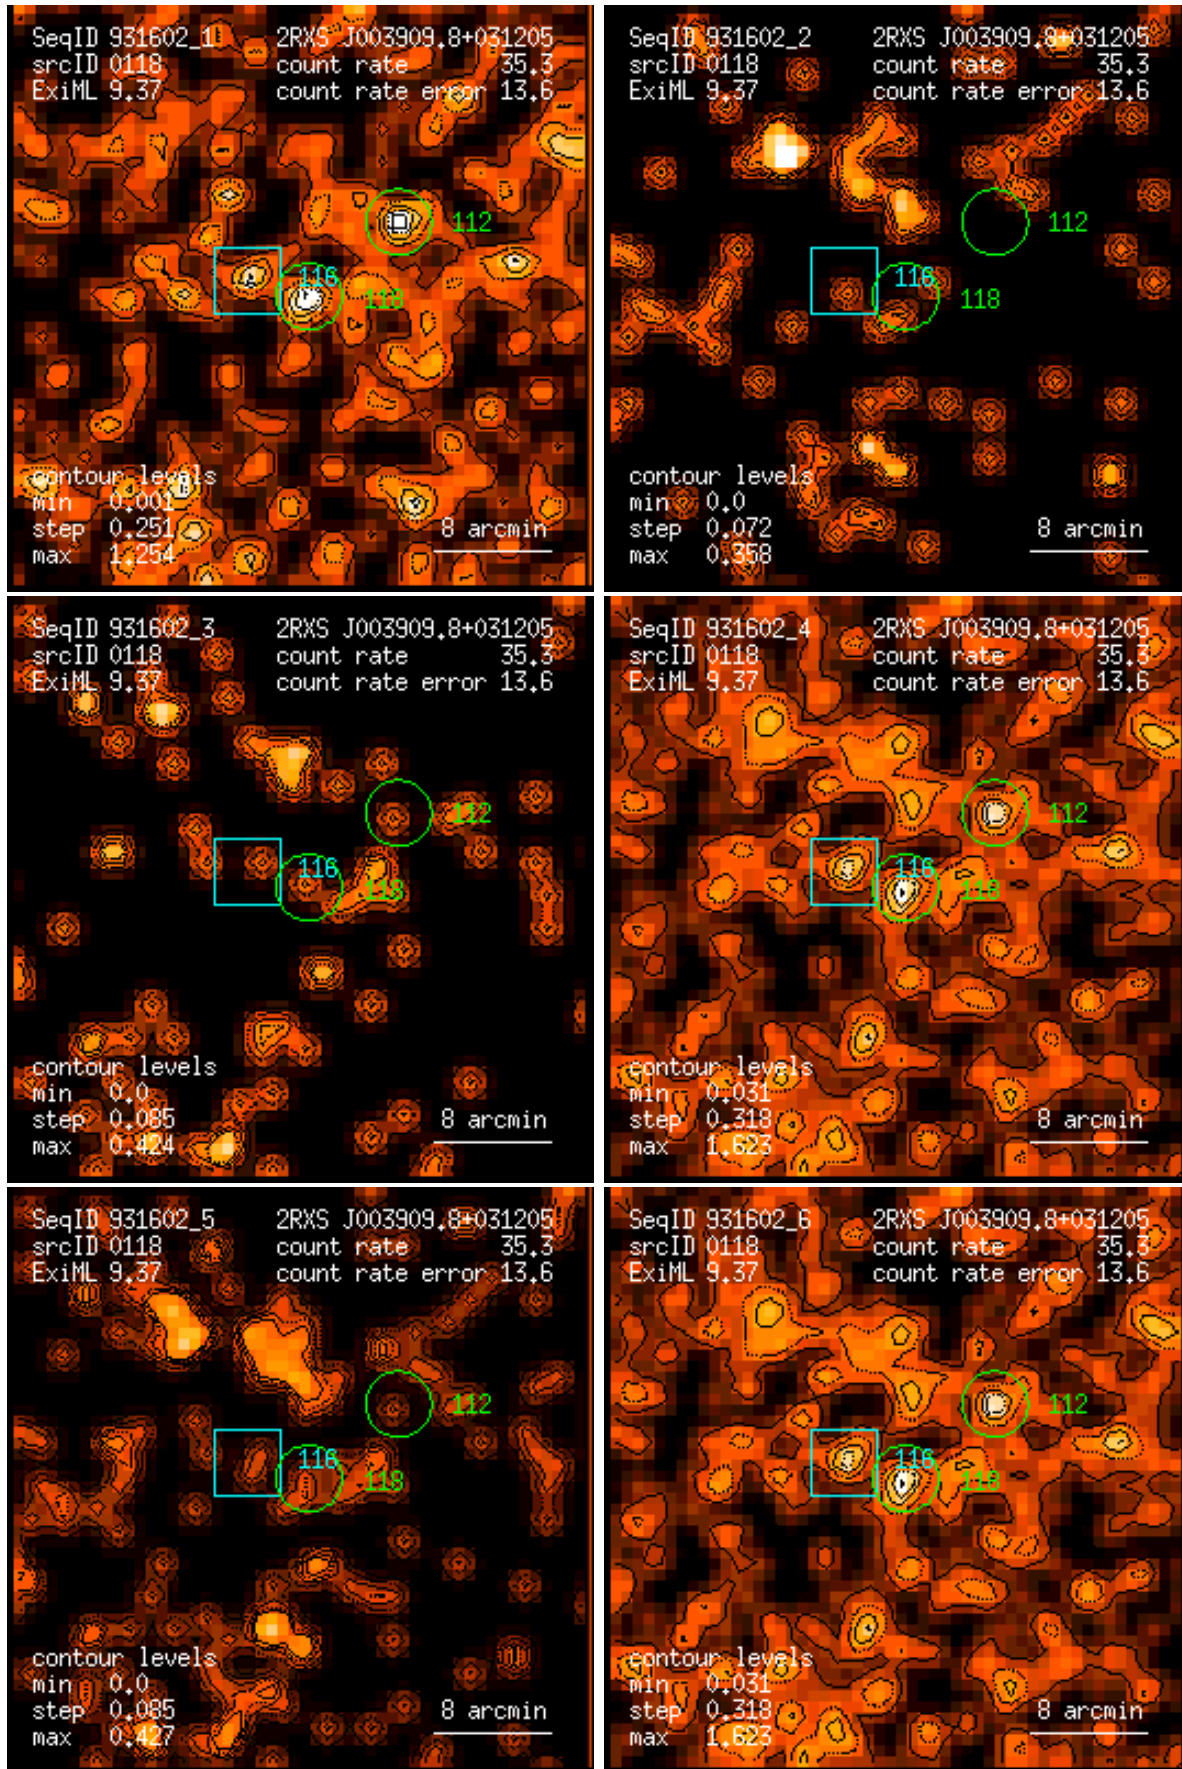 SeqID 931602_1 2RXS J003909.8+031205
srcID 0118 count rate 35.3
ExiML 9.37 count rate error 13.6
112
116
118
contour levels
min 0.001
step 0.251 8 arcmin
max 1.254
SeqID 931602_2 2RXS J003909.8+031205
srcID 0118 count rate 35.3
ExiML 9.37 count rate error 13.6
112
116
118
contour levels
min 0.0
step 0.072 8 arcmin
max 0.358
SeqID 931602_3 2RXS J003909.8+031205
srcID 0118 count rate 35.3
ExiML 9.37 count rate error 13.6
112
116
118
contour levels
min 0.0
step 0.085 8 arcmin
max 0.424
SeqID 931602_4 2RXS J003909.8+031205
srcID 0118 count rate 35.3
ExiML 9.37 count rate error 13.6
112
116
118
contour levels
min 0.031
step 0.318 8 arcmin
max 1.623
SeqID 931602_5 2RXS J003909.8+031205
srcID 0118 count rate 35.3
ExiML 9.37 count rate error 13.6
112
116
118
contour levels
min 0.0
step 0.085 8 arcmin
max 0.427
SeqID 931602_6 2RXS J003909.8+031205
srcID 0118 count rate 35.3
ExiML 9.37 count rate error 13.6
112
116
118
contour levels
min 0.031
step 0.318 8 arcmin
max 1.623